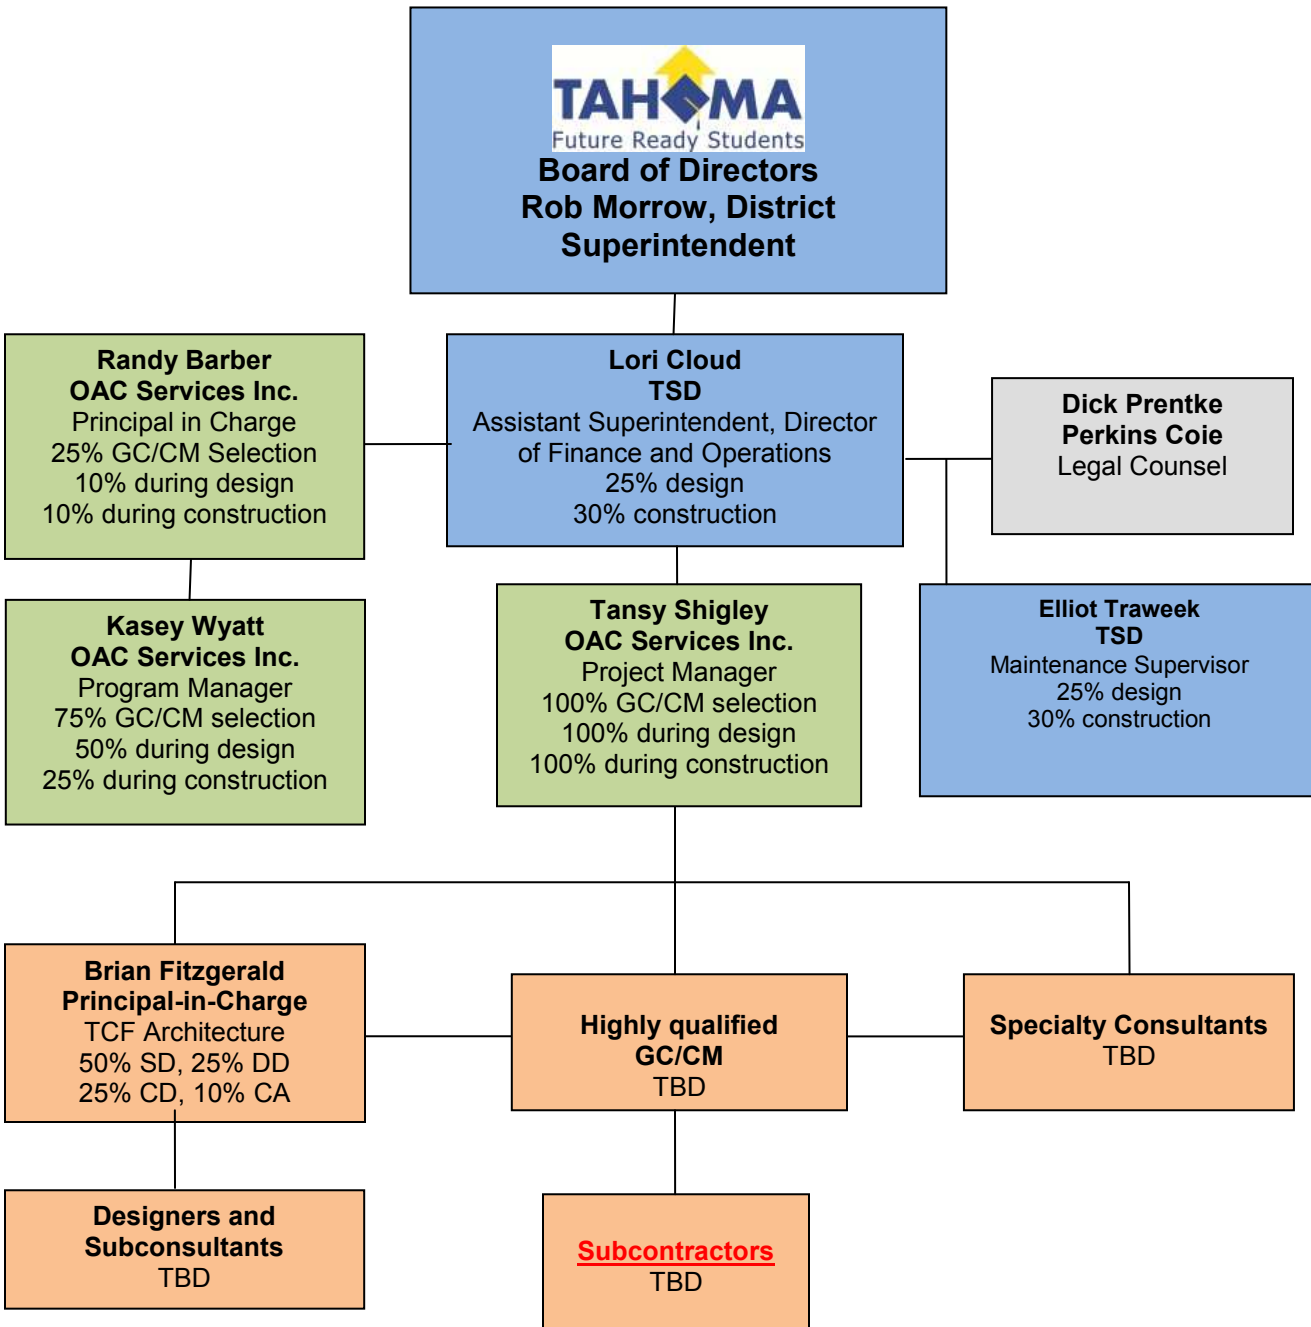 TAHOMA
Future Ready Students
Board of Directors
Rob Morrow, District
Superintendent
Randy Barber
OAC Services Inc.
Principal in Charge
25% GC/CM Selection
10% during design
10% during construction
Lori Cloud
TSD
Assistant Superintendent, Director
of Finance and Operations
25% design
30% construction
Dick Prentke
Perkins Coie
Legal Counsel
Kasey Wyatt
OAC Services Inc.
Program Manager
75% GC/CM selection
50% during design
25% during construction
Tansy Shigley
OAC Services Inc.
Project Manager
100% GC/CM selection
100% during design
100% during construction
Elliot Traweek
TSD
Maintenance Supervisor
25% design
30% construction
Brian Fitzgerald
Principal-in-Charge
TCF Architecture
50% SD, 25% DD
25% CD, 10% CA
Highly qualified
GC/CM
TBD
Specialty Consultants
TBD
Designers and
Subconsultants
TBD
Subcontractors
TBD